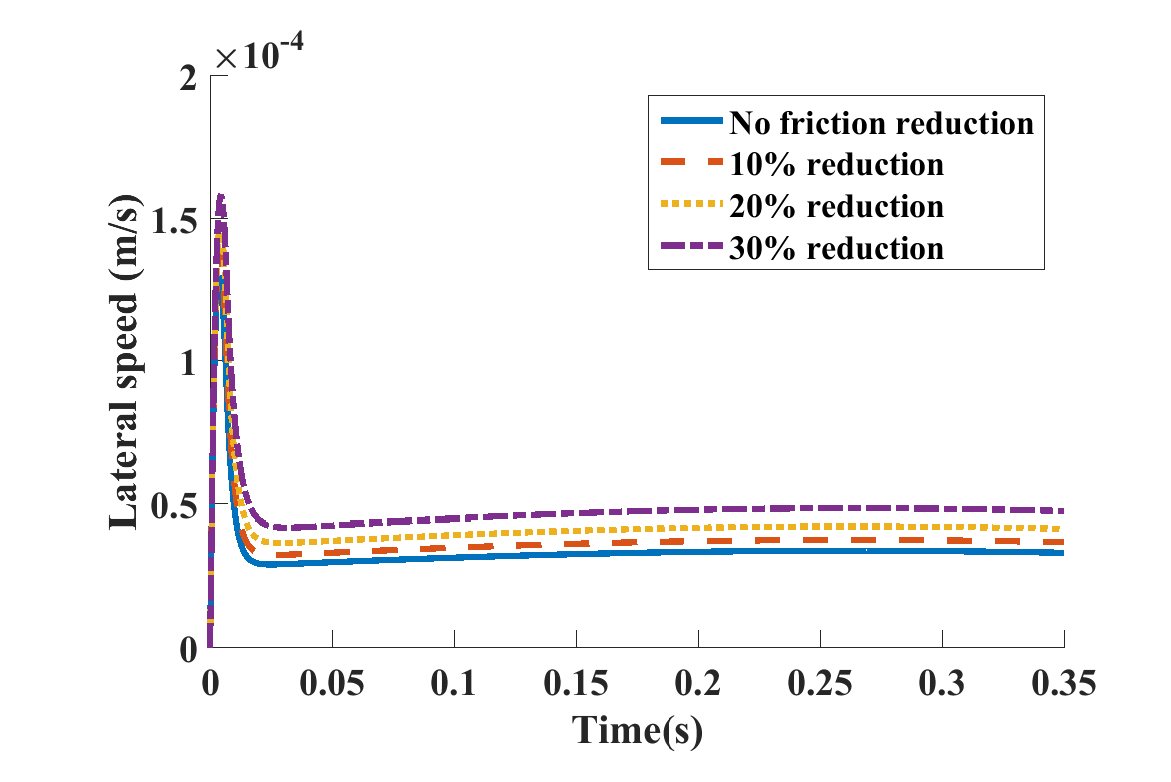 ×10-4
2
1.5
1
0.5
0
Lateral speed (m/s)
No friction reduction
10% reduction
20% reduction
30% reduction
0 0.05 0.1 0.15 0.2 0.25 0.3 0.35
Time(s)